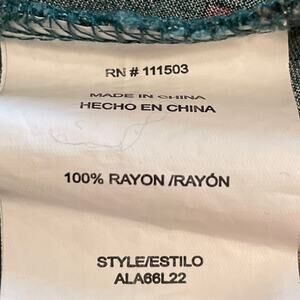 RN # 111503
MADE IN CHINA
HECHO EN CHINA
100% RAYON /RAYÓN
STYLE/ESTILO
ALA66L22